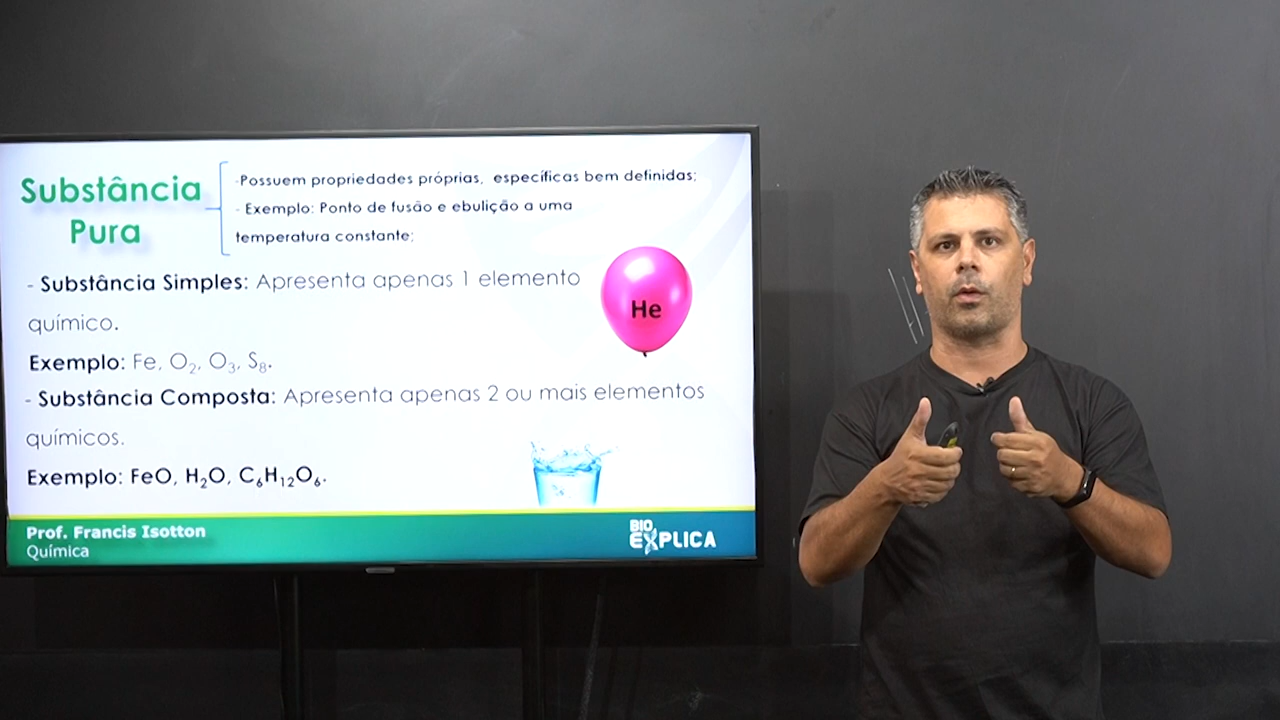 Substância
Pura
-Possuem propriedades próprias, específicas bem definidas;
- Exemplo: Ponto de fusão e ebulição a uma
temperatura constante;
- Substância Simples: Apresenta apenas 1 elemento
químico.
Exemplo: Fe, O₂, O₃, S₈.
- Substância Composta: Apresenta apenas 2 ou mais elementos
químicos.
Exemplo: FeO, H₂O, C₆H₁₂O₆.
He
Prof. Francis Isotton
Química
BIO
EXPLICA